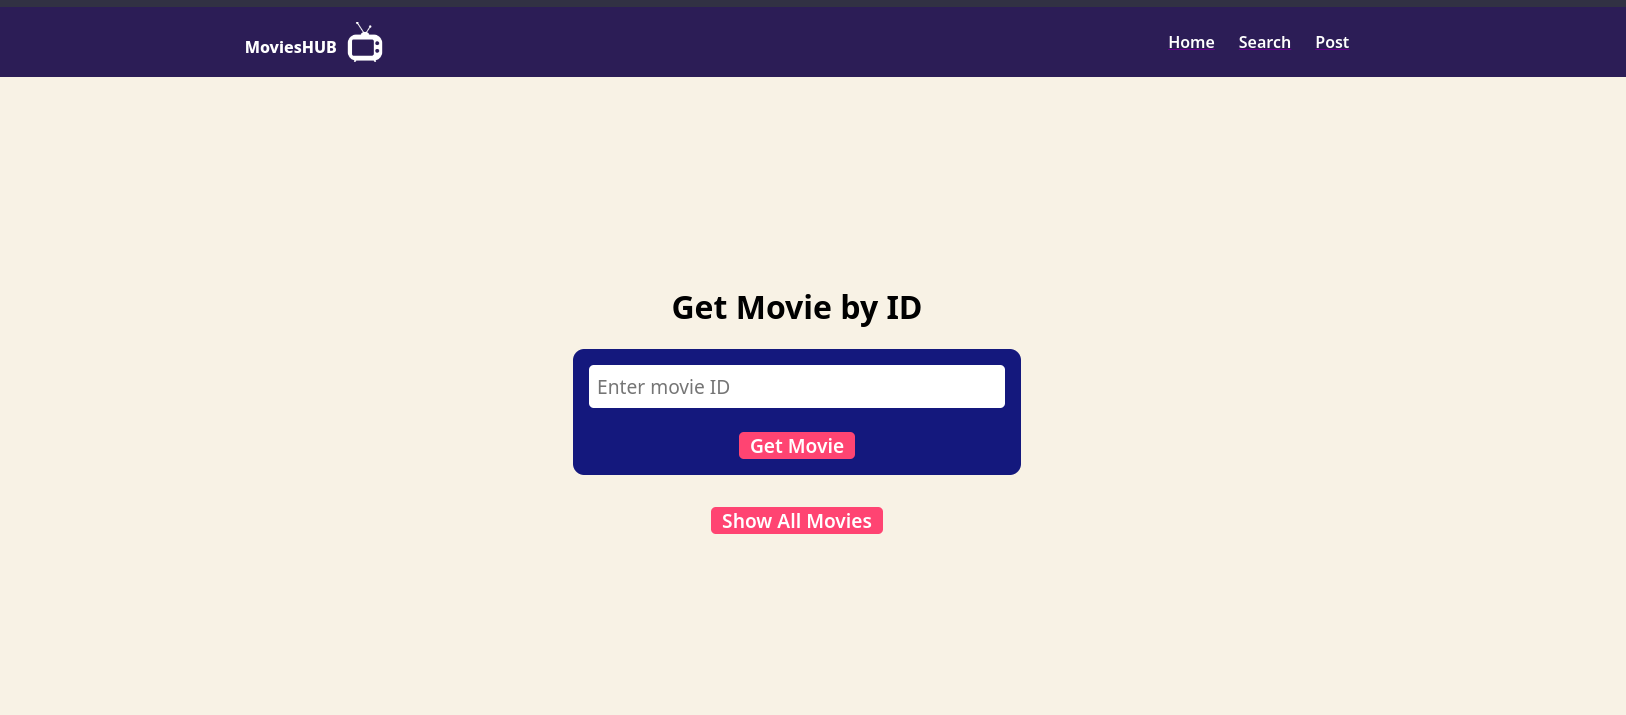 MoviesHUB
Home Search Post
Get Movie by ID
Enter movie ID
Get Movie
Show All Movies